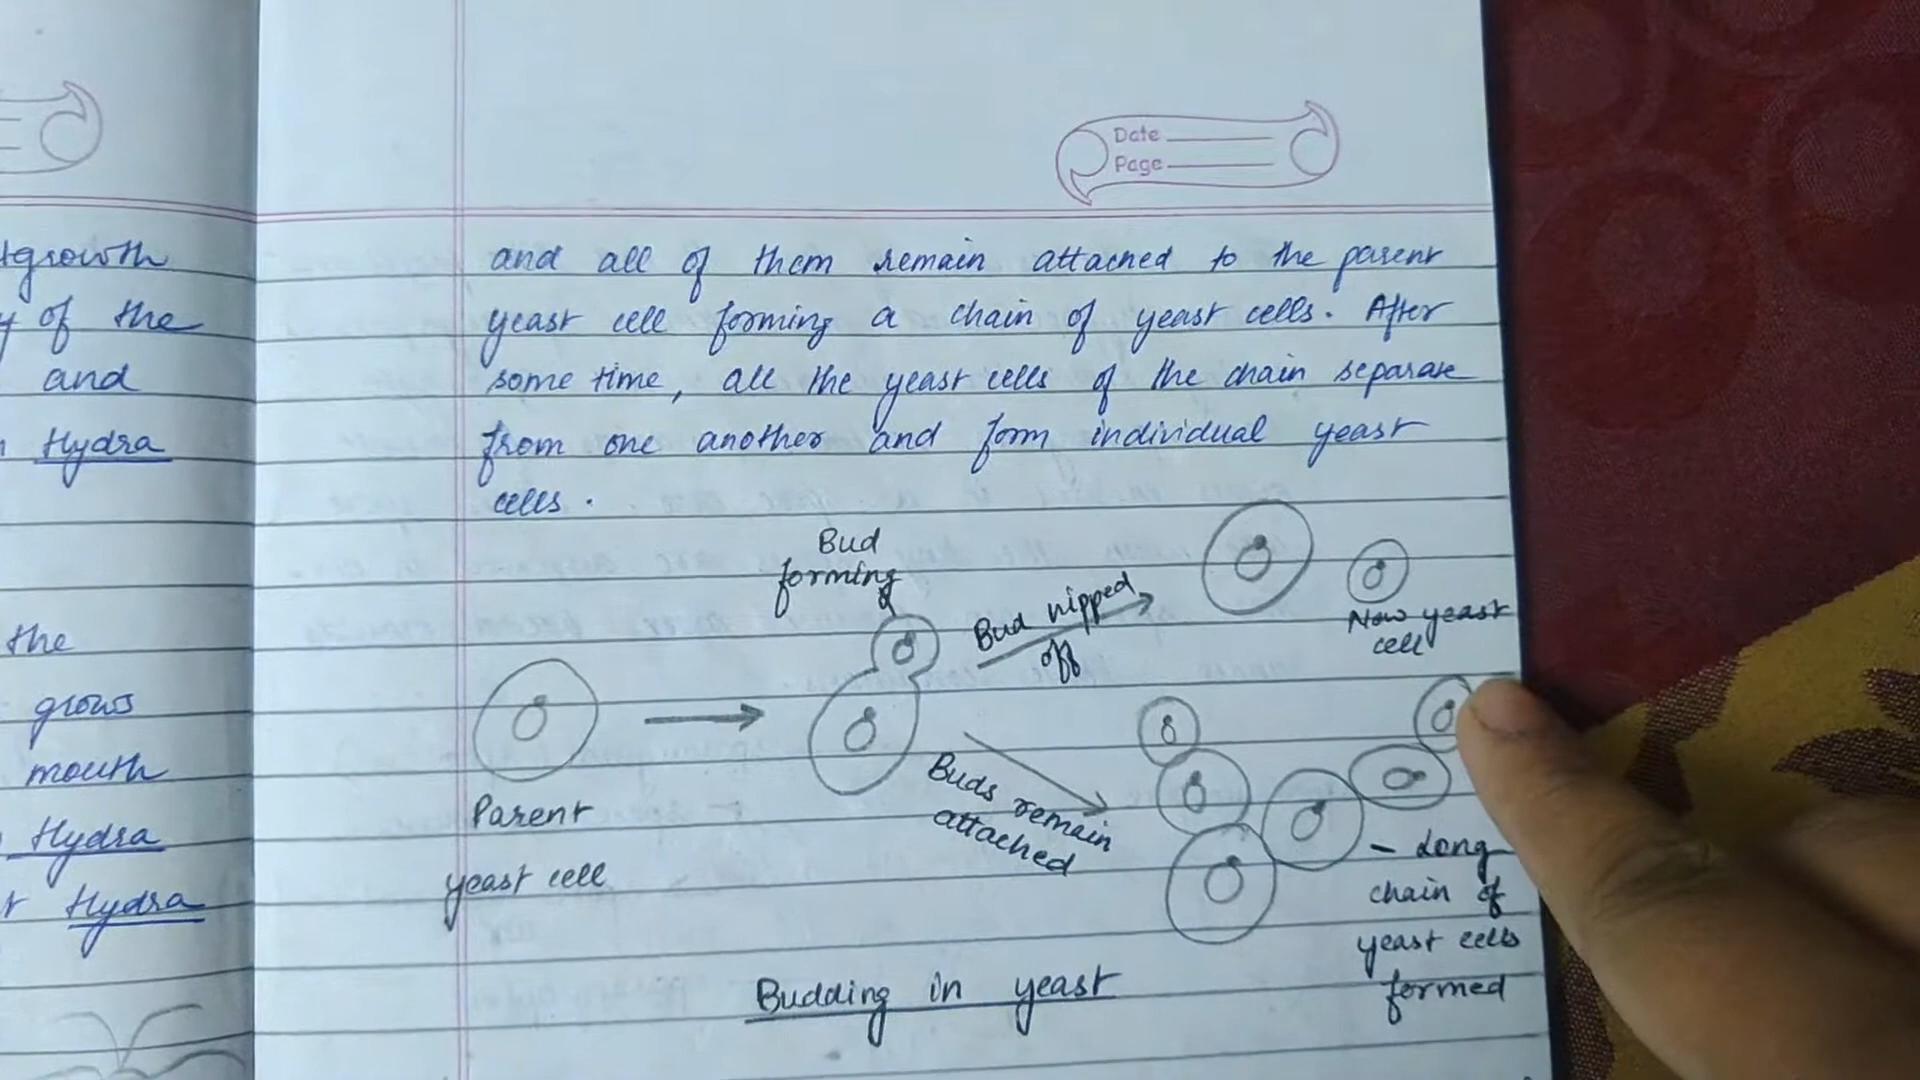 tgrowth
y of the
and
Hydra
the
grows
mouth
Hydra
Hydra
Date
Page
and all of them remain attached to the parent
yeast cell forming a chain of yeast cells. After
some time, all the yeast cells of the chain separate
from one another and form individual yeast
cells.
Bud
forming
Bud nipped
off
New yeast
cell
Parent
yeast cell
Buds remain
attached
- Long
chain of
yeast cells
formed
Budding in yeast